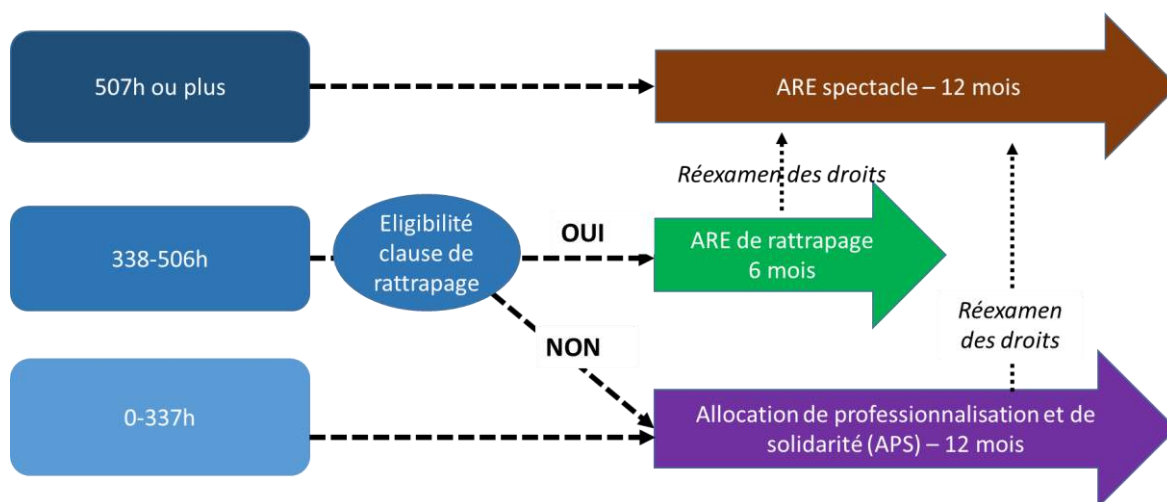 507h ou plus
ARE spectacle – 12 mois
Réexamen des droits
338-506h
Eligibilité
clause de
rattrapage
OUI
ARE de rattrapage
6 mois
NON
Réexamen
des droits
0-337h
Allocation de professionnalisation et de
solidarité (APS) – 12 mois